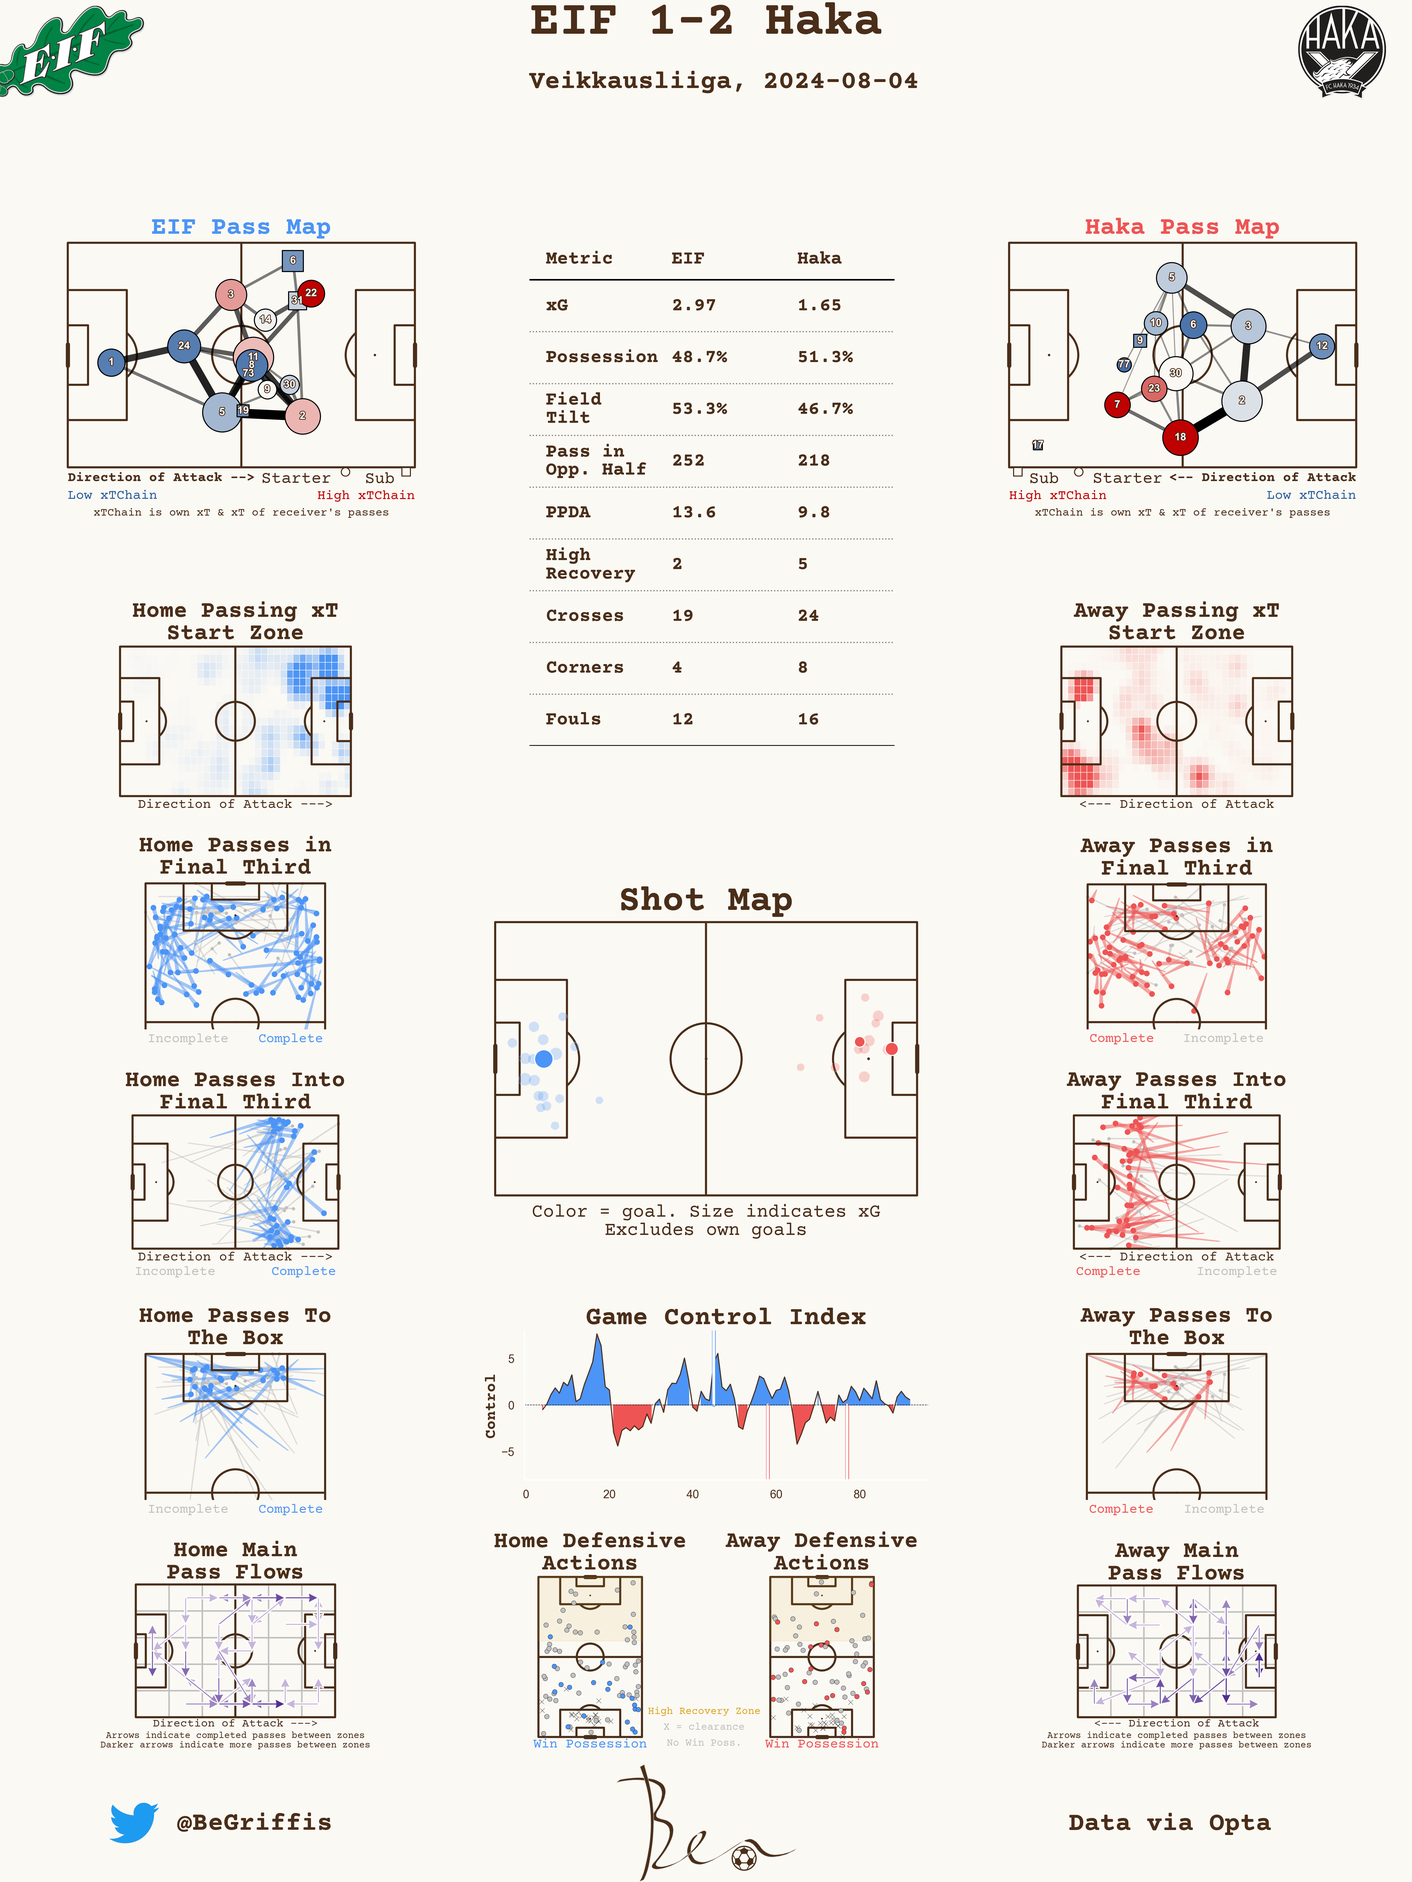 EIF 1-2 Haka
Veikkausliiga, 2024-08-04
E·I·F
HAKA
FC HAKA 1934
EIF Pass Map
6
3
22
31
14
24
11
8
73
1
30
9
5
19
2
Direction of Attack --> Starter Sub
Low xTChain High xTChain
xTChain is own xT & xT of receiver's passes
Metric EIF Haka
xG 2.97 1.65
Possession 48.7% 51.3%
Field
Tilt 53.3% 46.7%
Pass in
Opp. Half 252 218
PPDA 13.6 9.8
High
Recovery 2 5
Crosses 19 24
Corners 4 8
Fouls 12 16
Haka Pass Map
5
10
6
3
9
12
77
30
23
7
2
18
17
Sub Starter <-- Direction of Attack
High xTChain Low xTChain
xTChain is own xT & xT of receiver's passes
Home Passing xT
Start Zone
Direction of Attack --->
Away Passing xT
Start Zone
<--- Direction of Attack
Home Passes in
Final Third
Incomplete Complete
Away Passes in
Final Third
Complete Incomplete
Shot Map
Color = goal. Size indicates xG
Excludes own goals
Home Passes Into
Final Third
Direction of Attack --->
Incomplete Complete
Away Passes Into
Final Third
<--- Direction of Attack
Complete Incomplete
Home Passes To
The Box
Incomplete Complete
Game Control Index
Control
5
0
−5
0 20 40 60 80
Away Passes To
The Box
Complete Incomplete
Home Main
Pass Flows
Direction of Attack --->
Arrows indicate completed passes between zones
Darker arrows indicate more passes between zones
Home Defensive
Actions
Win Possession
Away Defensive
Actions
Win Possession
High Recovery Zone
X = clearance
No Win Poss.
Away Main
Pass Flows
<--- Direction of Attack
Arrows indicate completed passes between zones
Darker arrows indicate more passes between zones
@BeGriffis
Ben
Data via Opta